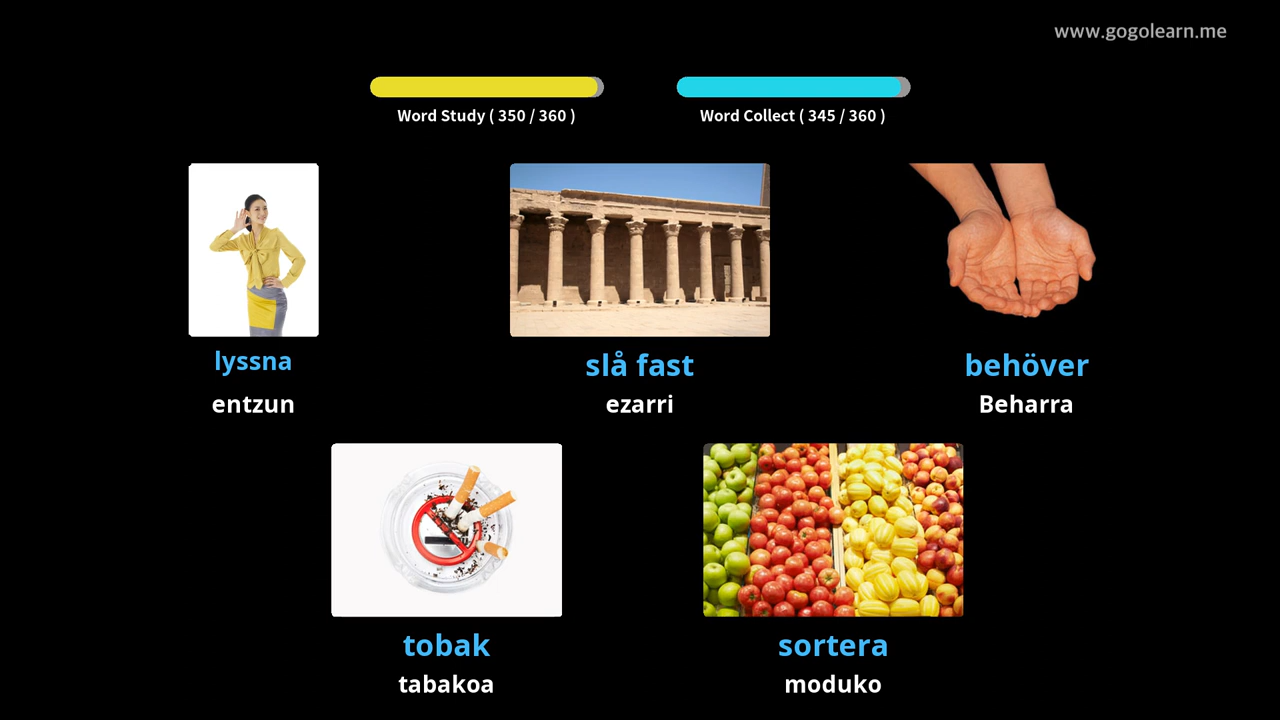 www.gogolearn.me
Word Study ( 350 / 360 )
Word Collect ( 345 / 360 )
lyssna
entzun
slå fast
ezarri
behöver
Beharra
tobak
tabakoa
sortera
moduko